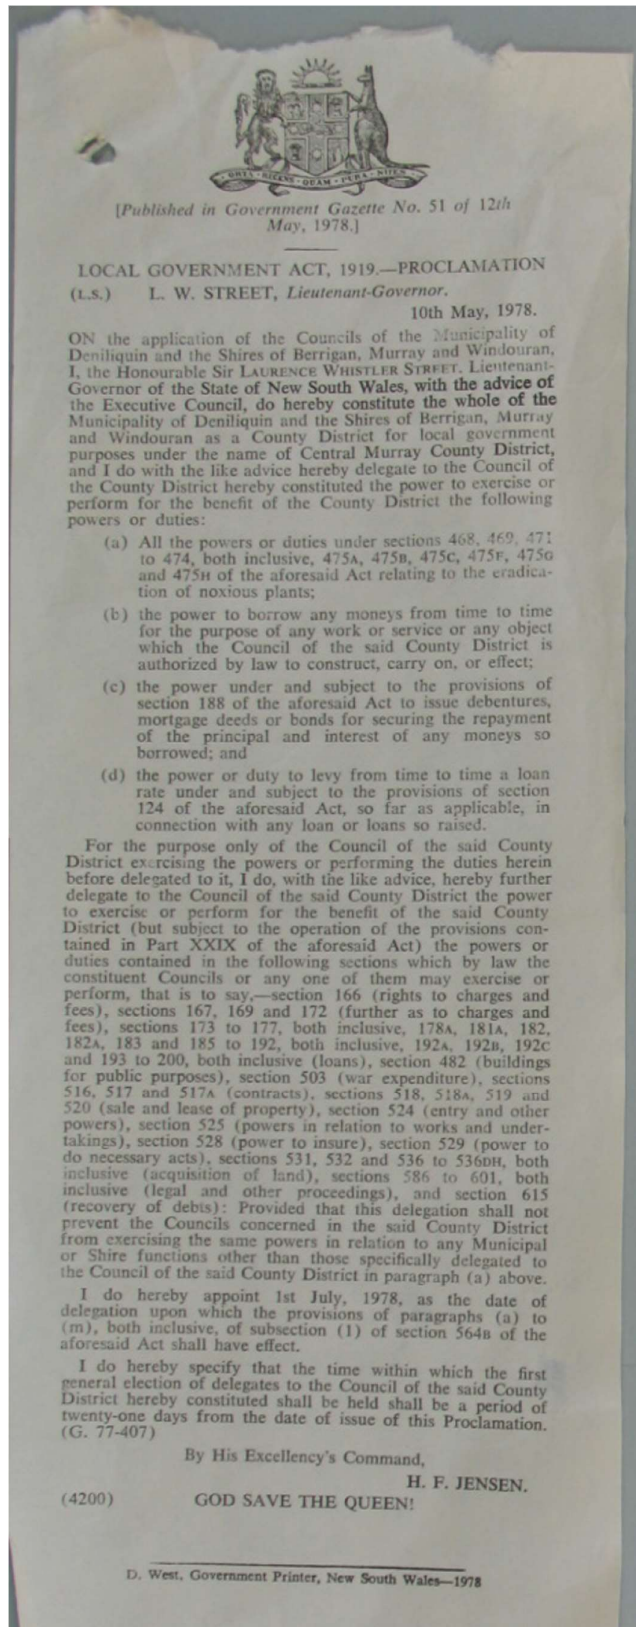 ORTA · RECENS · QUAM · PURA · NITES
[Published in Government Gazette No. 51 of 12th
May, 1978.]
LOCAL GOVERNMENT ACT, 1919.—PROCLAMATION
(L.S.) L. W. STREET, Lieutenant-Governor.
10th May, 1978.
ON the application of the Councils of the Municipality of
Deniliquin and the Shires of Berrigan, Murray and Windouran,
I, the Honourable Sir LAURENCE WHISTLER STREET, Lieutenant-
Governor of the State of New South Wales, with the advice of
the Executive Council, do hereby constitute the whole of the
Municipality of Deniliquin and the Shires of Berrigan, Murray
and Windouran as a County District for local government
purposes under the name of Central Murray County District,
and I do with the like advice hereby delegate to the Council of
the County District hereby constituted the power to exercise or
perform for the benefit of the County District the following
powers or duties:
(a) All the powers or duties under sections 468, 469, 471
to 474, both inclusive, 475A, 475B, 475C, 475F, 475G
and 475H of the aforesaid Act relating to the eradica-
tion of noxious plants;
(b) the power to borrow any moneys from time to time
for the purpose of any work or service or any object
which the Council of the said County District is
authorized by law to construct, carry on, or effect;
(c) the power under and subject to the provisions of
section 188 of the aforesaid Act to issue debentures,
mortgage deeds or bonds for securing the repayment
of the principal and interest of any moneys so
borrowed; and
(d) the power or duty to levy from time to time a loan
rate under and subject to the provisions of section
124 of the aforesaid Act, so far as applicable, in
connection with any loan or loans so raised.
For the purpose only of the Council of the said County
District exercising the powers or performing the duties herein
before delegated to it, I do, with the like advice, hereby further
delegate to the Council of the said County District the power
to exercise or perform for the benefit of the said County
District (but subject to the operation of the provisions con-
tained in Part XXIX of the aforesaid Act) the powers or
duties contained in the following sections which by law the
constituent Councils or any one of them may exercise or
perform, that is to say,—section 166 (rights to charges and
fees), sections 167, 169 and 172 (further as to charges and
fees), sections 173 to 177, both inclusive, 178A, 181A, 182,
182A, 183 and 185 to 192, both inclusive, 192A, 192B, 192C
and 193 to 200, both inclusive (loans), section 482 (buildings
for public purposes), section 503 (war expenditure), sections
516, 517 and 517A (contracts), sections 518, 518A, 519 and
520 (sale and lease of property), section 524 (entry and other
powers), section 525 (powers in relation to works and under-
takings), section 528 (power to insure), section 529 (power to
do necessary acts), sections 531, 532 and 536 to 536DH, both
inclusive (acquisition of land), sections 586 to 601, both
inclusive (legal and other proceedings), and section 615
(recovery of debts): Provided that this delegation shall not
prevent the Councils concerned in the said County District
from exercising the same powers in relation to any Municipal
or Shire functions other than those specifically delegated to
the Council of the said County District in paragraph (a) above.
I do hereby appoint 1st July, 1978, as the date of
delegation upon which the provisions of paragraphs (a) to
(m), both inclusive, of subsection (1) of section 564B of the
aforesaid Act shall have effect.
I do hereby specify that the time within which the first
general election of delegates to the Council of the said County
District hereby constituted shall be held shall be a period of
twenty-one days from the date of issue of this Proclamation.
(G. 77-407)
By His Excellency's Command,
H. F. JENSEN.
(4200) GOD SAVE THE QUEEN!
D. West, Government Printer, New South Wales—1978